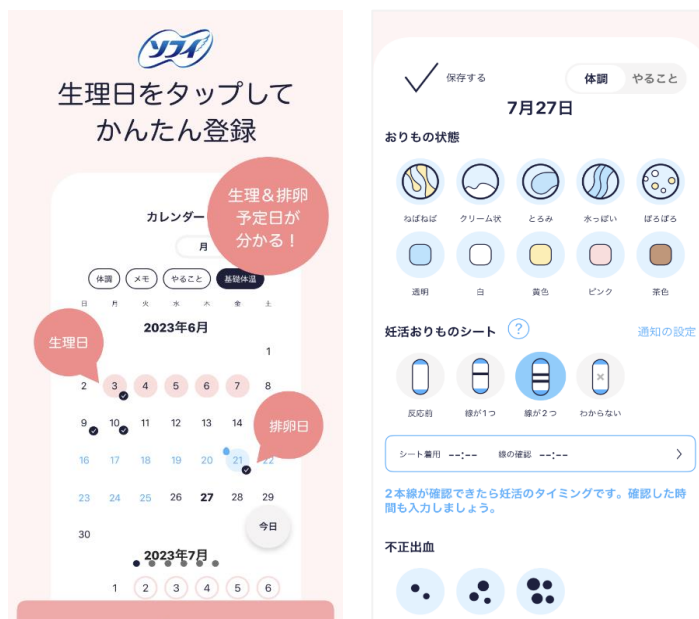 ソフィ
生理日をタップして
かんたん登録
生理&排卵
予定日が
分かる!
カレンダー
月
体調 メモ やること 基礎体温
日 月 火 水 木 金 土
2023年6月
生理日
1
2 3 4 5 6 7 8
9 10 11 12 13 14
排卵日
16 17 18 19 20 21 22
23 24 25 26 27 28 29
今日
30
2023年7月
1 2 3 4 5 6
保存する
体調 やること
7月27日
おりもの状態
ねばねば クリーム状 とろみ 水っぽい ぽろぽろ
透明 白 黄色 ピンク 茶色
妊活おりものシート ? 通知の設定
反応前 線が1つ 線が2つ わからない
シート着用 --:-- 線の確認 --:-- >
2本線が確認できたら妊活のタイミングです。確認した時
間も入力しましょう。
不正出血